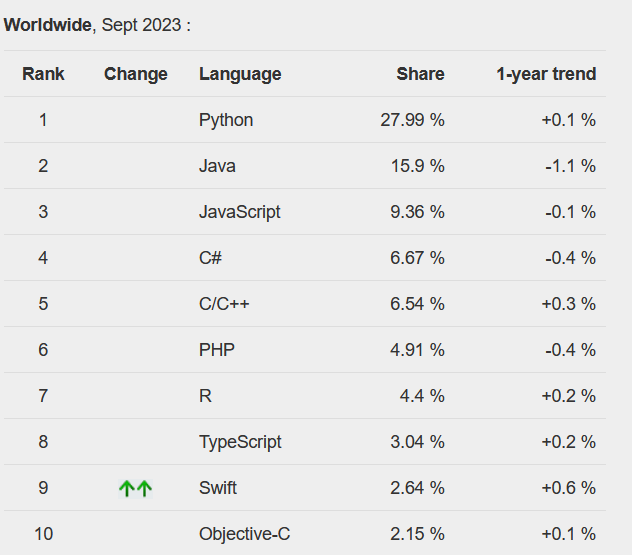 Worldwide, Sept 2023 :
Rank Change Language Share 1-year trend
1 Python 27.99 % +0.1 %
2 Java 15.9 % -1.1 %
3 JavaScript 9.36 % -0.1 %
4 C# 6.67 % -0.4 %
5 C/C++ 6.54 % +0.3 %
6 PHP 4.91 % -0.4 %
7 R 4.4 % +0.2 %
8 TypeScript 3.04 % +0.2 %
9 Swift 2.64 % +0.6 %
10 Objective-C 2.15 % +0.1 %